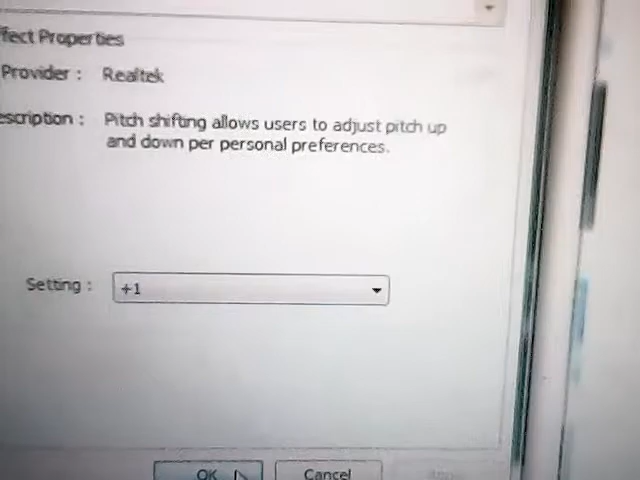 ffect Properties
Provider : Realtek
escription : Pitch shifting allows users to adjust pitch up
and down per personal preferences.
Setting : +1
OK Cancel